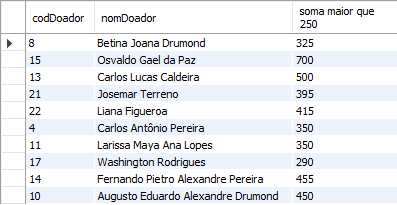 codDoador nomDoador soma maior que 250
8 Betina Joana Drumond 325
15 Osvaldo Gael da Paz 700
13 Carlos Lucas Caldeira 500
21 Josemar Terreno 395
22 Liana Figueroa 415
4 Carlos Antônio Pereira 350
11 Larissa Maya Ana Lopes 350
17 Washington Rodrigues 290
14 Fernando Pietro Alexandre Pereira 455
10 Augusto Eduardo Alexandre Drumond 450